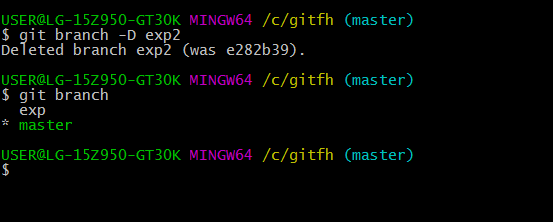 USER@LG-15Z950-GT30K MINGW64 /c/gitfh (master)
$ git branch -D exp2
Deleted branch exp2 (was e282b39).
USER@LG-15Z950-GT30K MINGW64 /c/gitfh (master)
$ git branch
  exp
* master
USER@LG-15Z950-GT30K MINGW64 /c/gitfh (master)
$